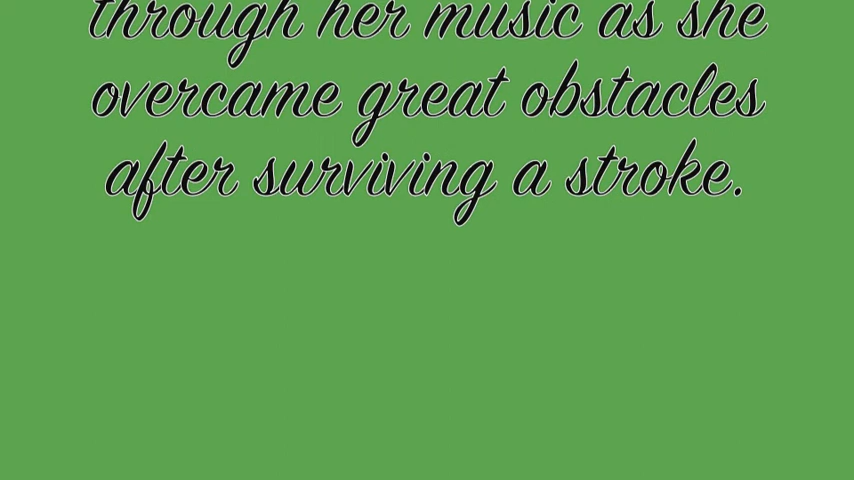 through her music as she
overcame great obstacles
after surviving a stroke.